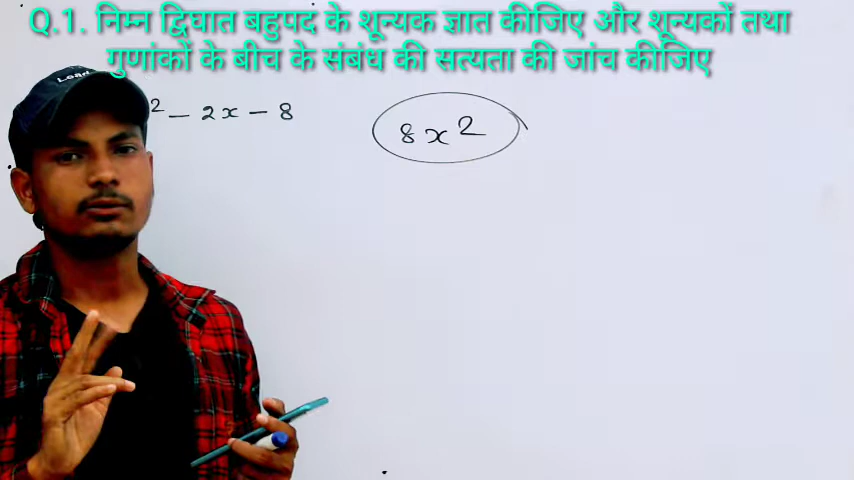 Q.1. निम्न द्विघात बहुपद के शून्यक ज्ञात कीजिए और शून्यकों तथा
गुणांकों के बीच के संबंध की सत्यता की जांच कीजिए
² - 2x - 8
8x²